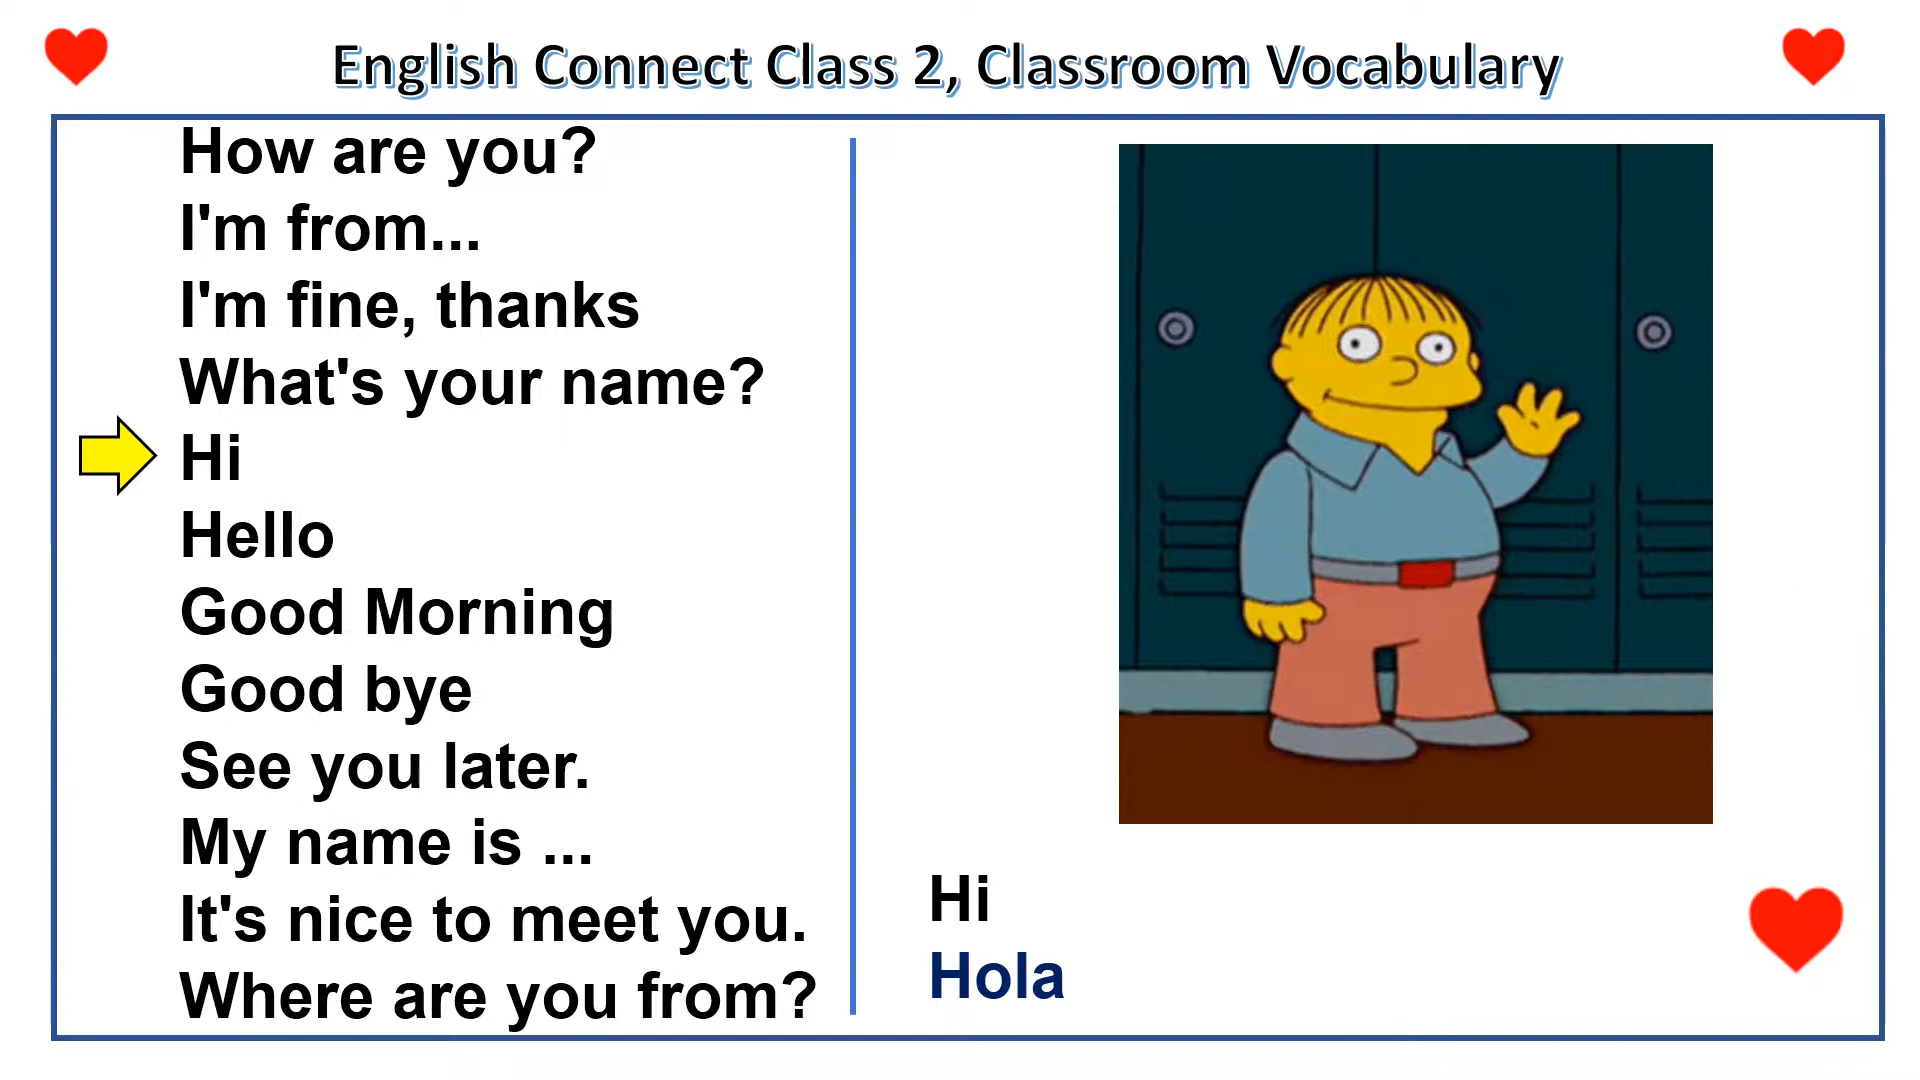 English Connect Class 2, Classroom Vocabulary
How are you?
I'm from...
I'm fine, thanks
What's your name?
Hi
Hello
Good Morning
Good bye
See you later.
My name is ...
It's nice to meet you.
Where are you from?
Hi
Hola